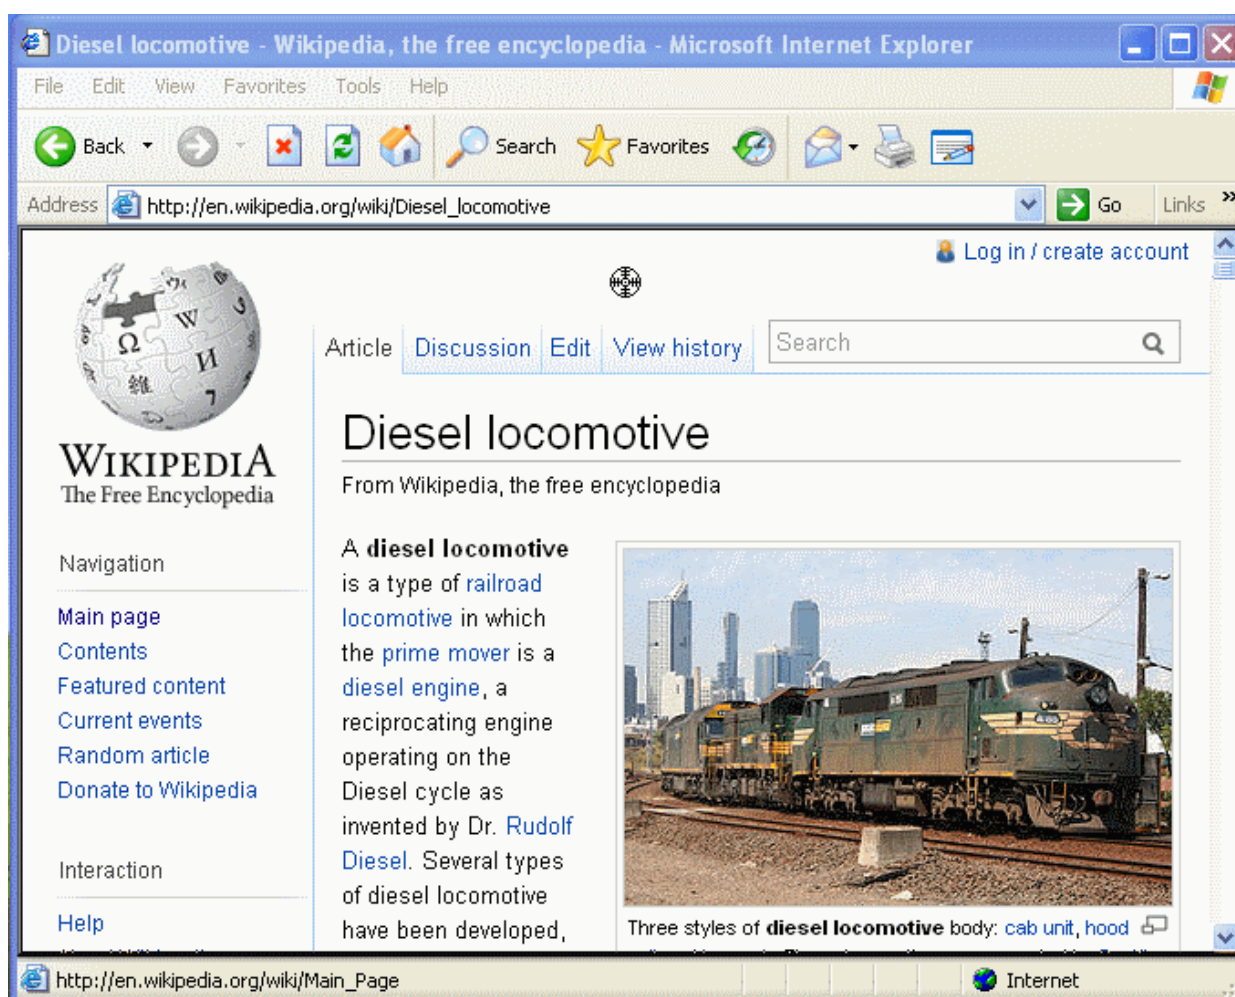 Diesel locomotive - Wikipedia, the free encyclopedia - Microsoft Internet Explorer
File Edit View Favorites Tools Help
Back Search Favorites
Address http://en.wikipedia.org/wiki/Diesel_locomotive Go Links »
Log in / create account
Article Discussion Edit View history Search
WIKIPEDIA
The Free Encyclopedia
Navigation
Main page
Contents
Featured content
Current events
Random article
Donate to Wikipedia
Interaction
Help
Diesel locomotive
From Wikipedia, the free encyclopedia
A diesel locomotive
is a type of railroad
locomotive in which
the prime mover is a
diesel engine, a
reciprocating engine
operating on the
Diesel cycle as
invented by Dr. Rudolf
Diesel. Several types
of diesel locomotive
have been developed,
Three styles of diesel locomotive body: cab unit, hood
http://en.wikipedia.org/wiki/Main_Page Internet